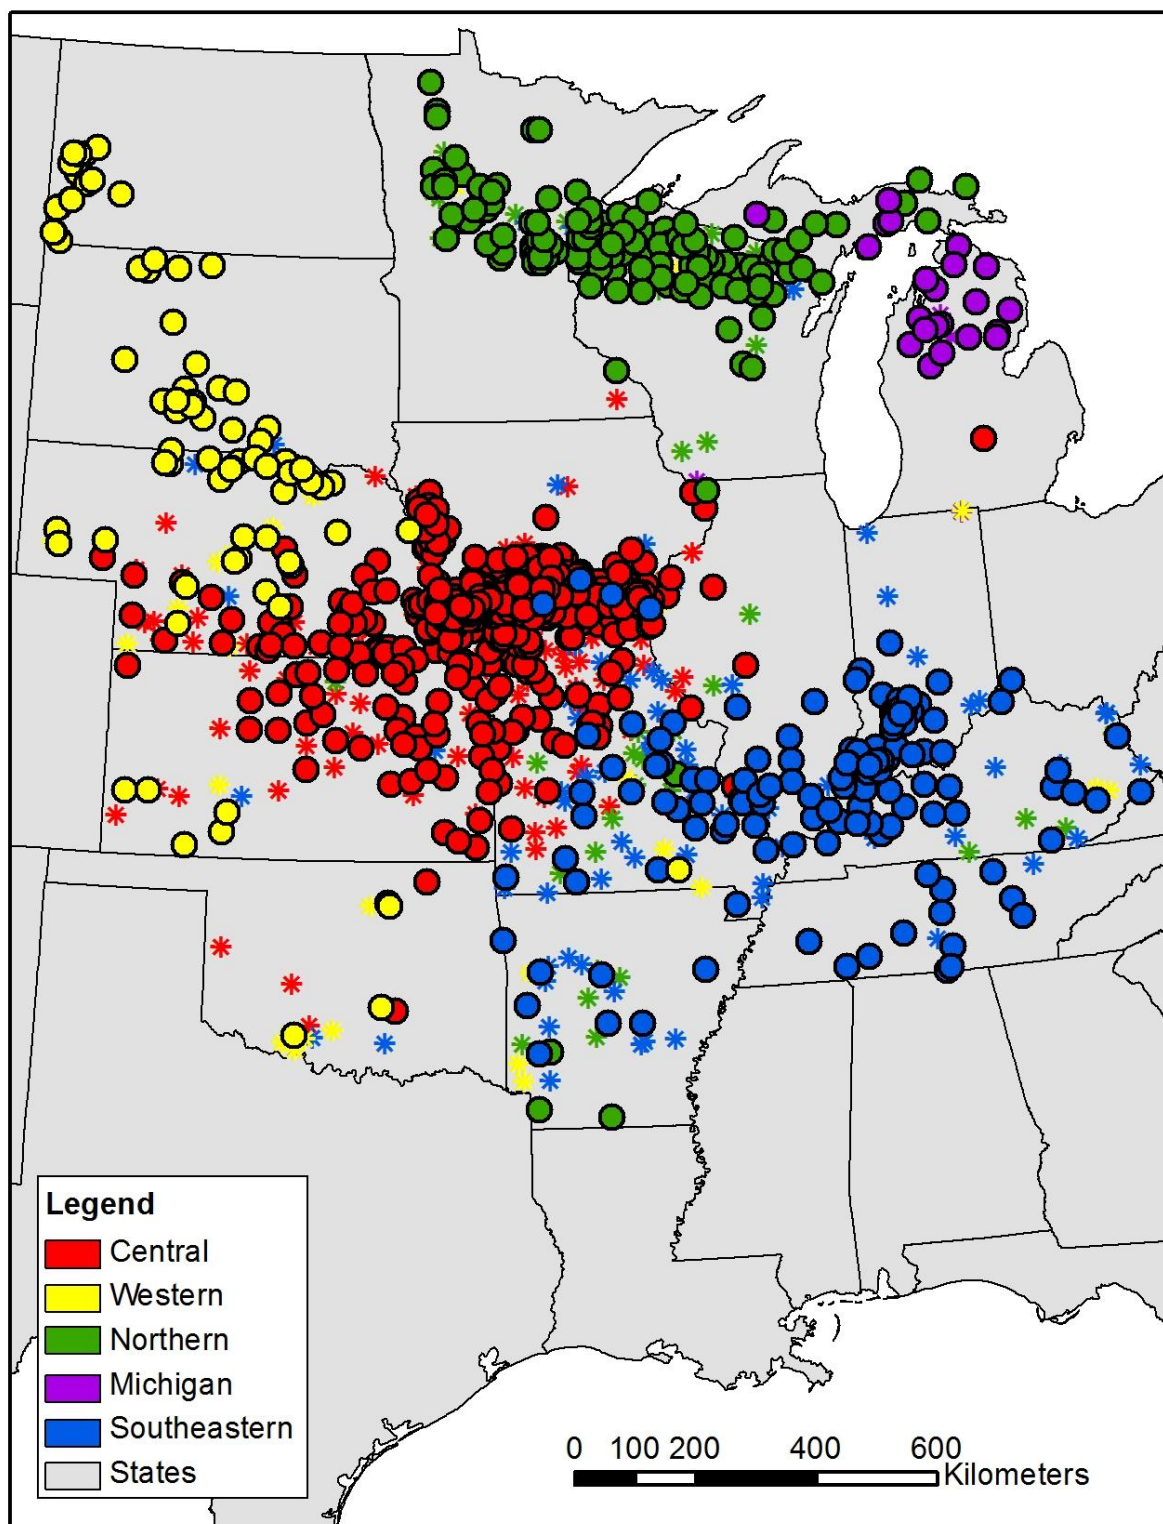 Legend
Central
Western
Northern
Michigan
Southeastern
States
0 100 200 400 600
Kilometers